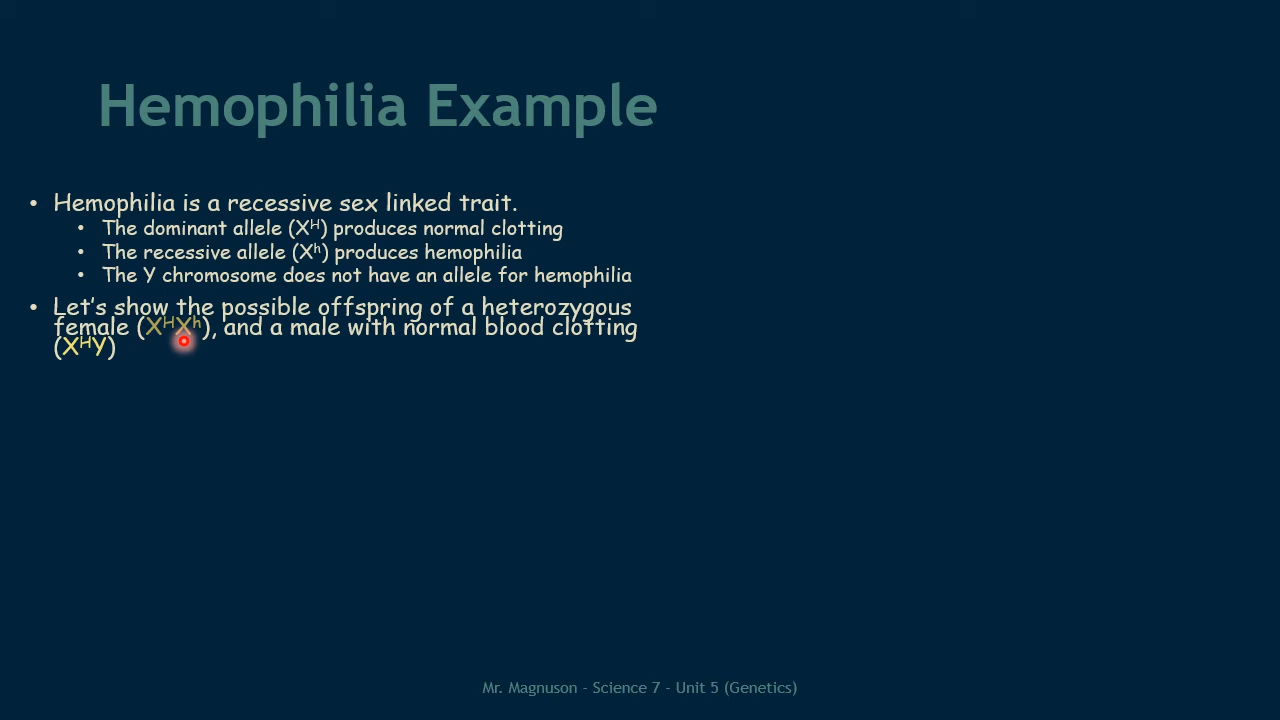 Hemophilia Example
• Hemophilia is a recessive sex linked trait.
• The dominant allele (Xᴴ) produces normal clotting
• The recessive allele (Xʰ) produces hemophilia
• The Y chromosome does not have an allele for hemophilia
• Let's show the possible offspring of a heterozygous
female (XᴴXʰ), and a male with normal blood clotting
(XᴴY)
Mr. Magnuson - Science 7 - Unit 5 (Genetics)